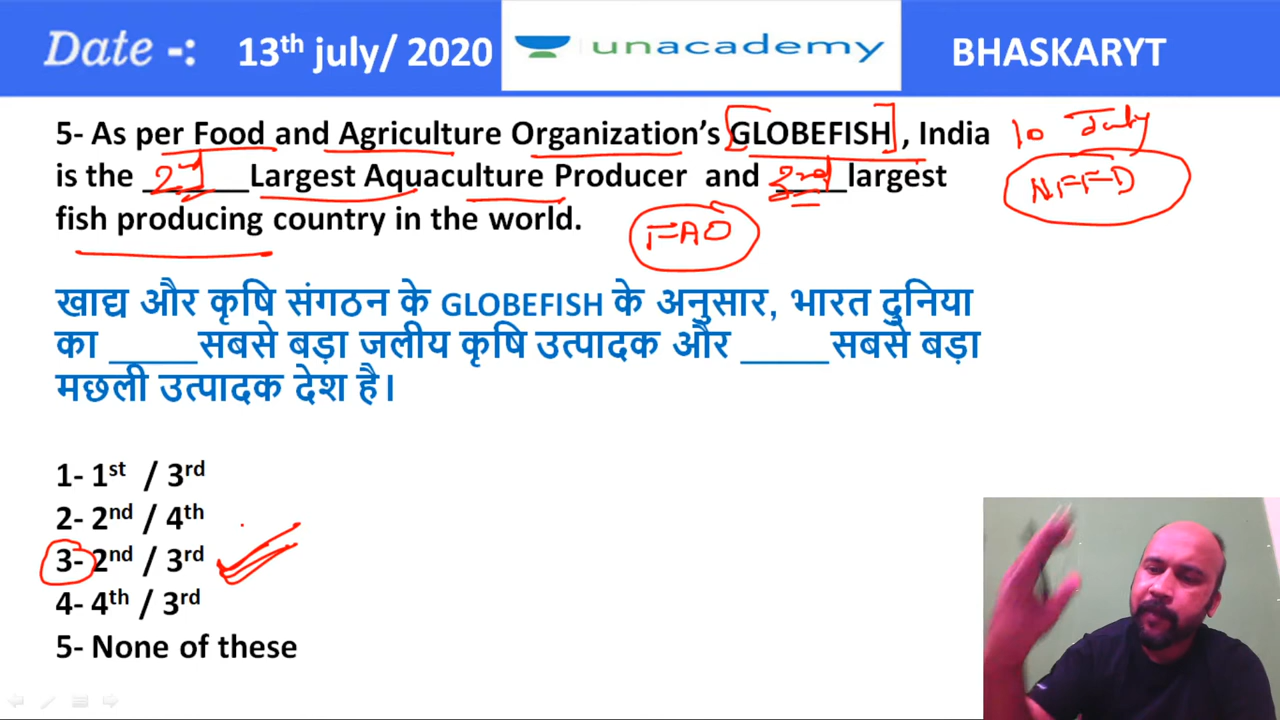 Date -: 13th july/ 2020 unacademy BHASKARYT
5- As per Food and Agriculture Organization's [GLOBEFISH] , India 10 July
is the 2nd Largest Aquaculture Producer and 3rd largest NFFD
fish producing country in the world. FAO
खाद्य और कृषि संगठन के GLOBEFISH के अनुसार, भारत दुनिया
का _____सबसे बड़ा जलीय कृषि उत्पादक और _____सबसे बड़ा
मछली उत्पादक देश है।
1- 1st / 3rd
2- 2nd / 4th
3- 2nd / 3rd
4- 4th / 3rd
5- None of these